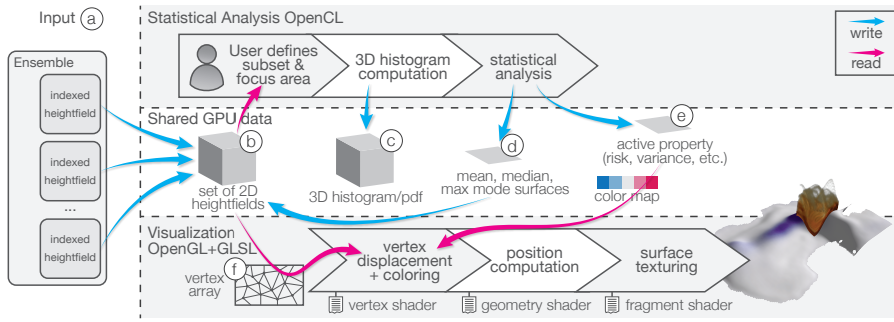 Input a
Statistical Analysis OpenCL
write
read
Ensemble
indexed
heightfield
indexed
heightfield
...
indexed
heightfield
User defines
subset &
focus area
3D histogram
computation
statistical
analysis
Shared GPU data
b
set of 2D
heightfields
c
3D histogram/pdf
d
mean, median,
max mode surfaces
e
active property
(risk, variance, etc.)
color map
Visualization
OpenGL+GLSL
f
vertex
array
vertex
displacement
+ coloring
position
computation
surface
texturing
vertex shader
geometry shader
fragment shader